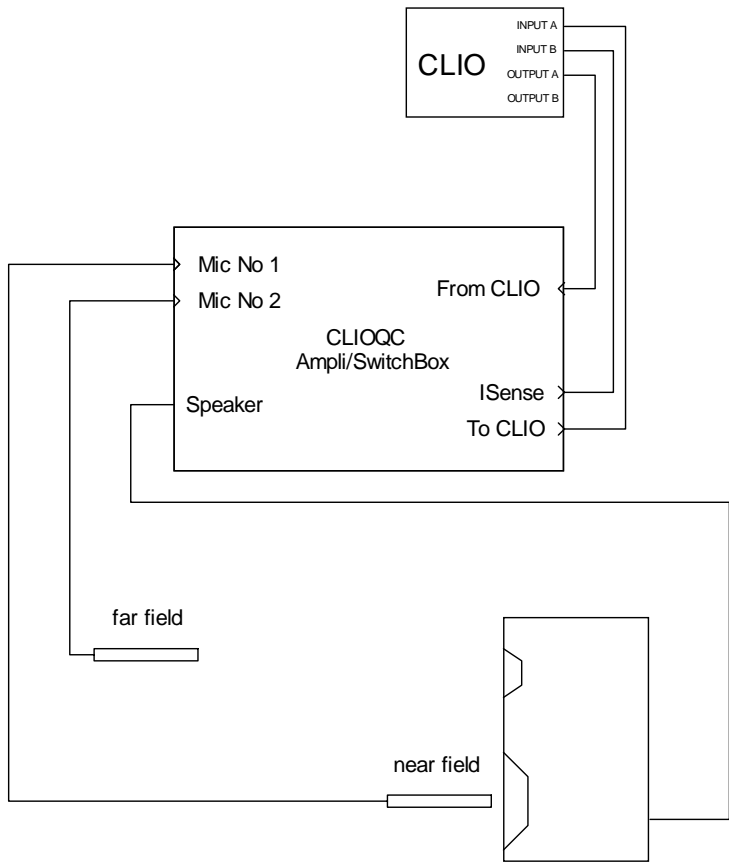 INPUT A
INPUT B
CLIO
OUTPUT A
OUTPUT B
Mic No 1
From CLIO
Mic No 2
CLIOQC
Ampli/SwitchBox
ISense
Speaker
To CLIO
far field
near field